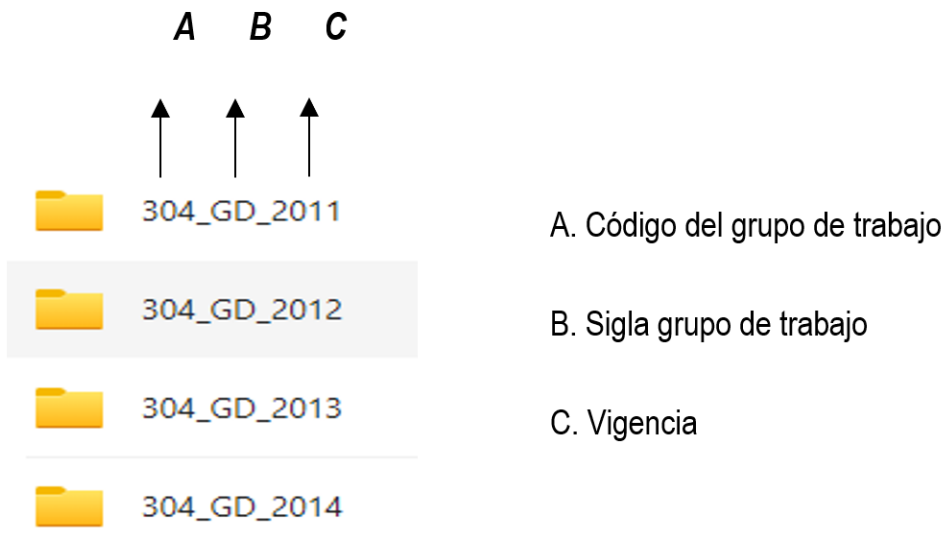 A B C
304_GD_2011
A. Código del grupo de trabajo
304_GD_2012
B. Sigla grupo de trabajo
304_GD_2013
C. Vigencia
304_GD_2014